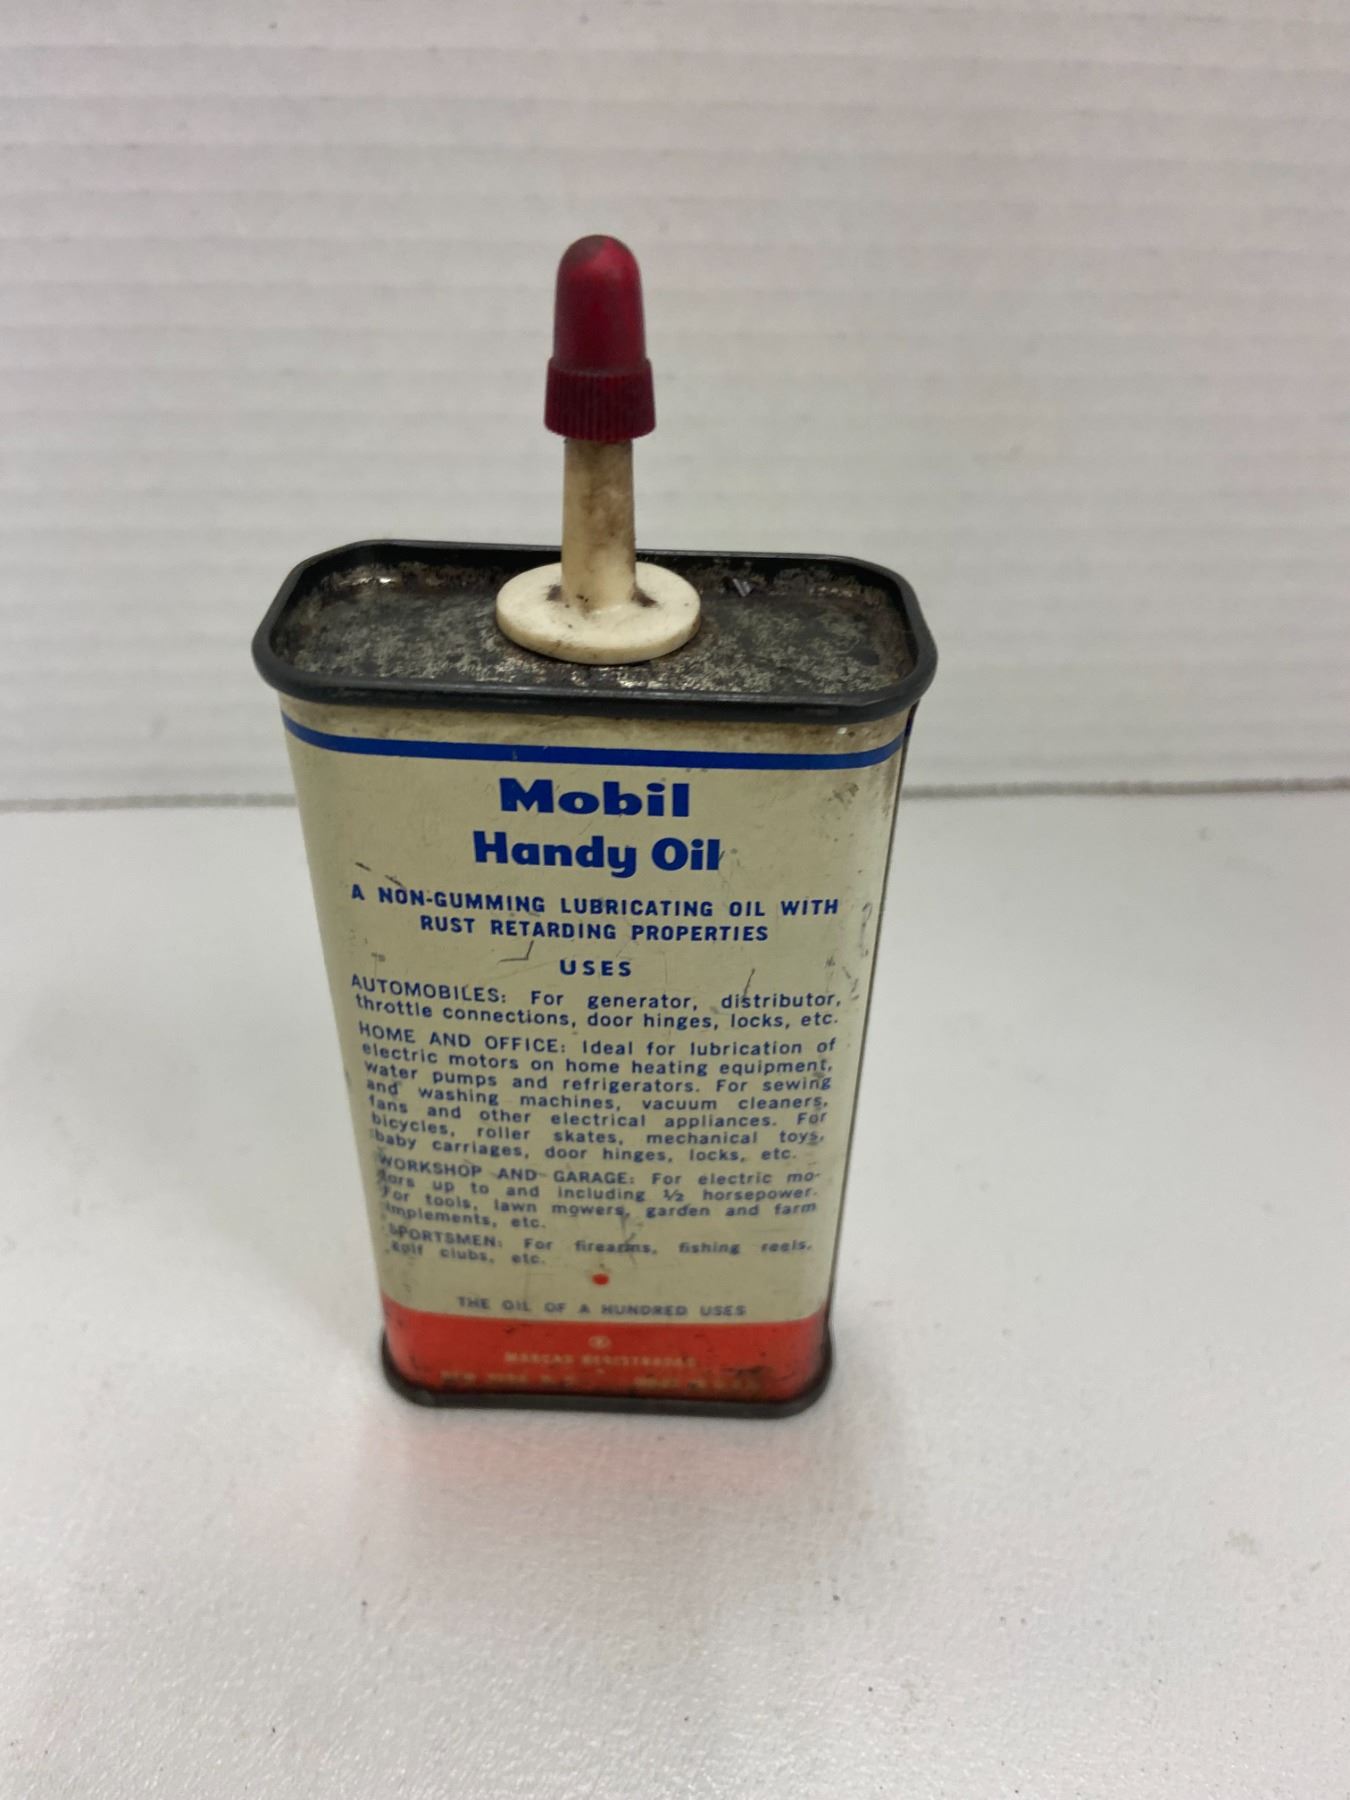 Mobil
Handy Oil
A NON-GUMMING LUBRICATING OIL WITH
RUST RETARDING PROPERTIES
USES
AUTOMOBILES: For generator, distributor,
throttle connections, door hinges, locks, etc.
HOME AND OFFICE: Ideal for lubrication of
electric motors on home heating equipment,
water pumps and refrigerators. For sewing
and washing machines, vacuum cleaners,
fans and other electrical appliances. For
bicycles, roller skates, mechanical toys,
baby carriages, door hinges, locks, etc.
WORKSHOP AND GARAGE: For electric mo-
tors up to and including ½ horsepower.
For tools, lawn mowers, garden and farm
implements, etc.
SPORTSMEN: For firearms, fishing reels,
golf clubs, etc.
THE OIL OF A HUNDRED USES
MARCAS REGISTRADAS